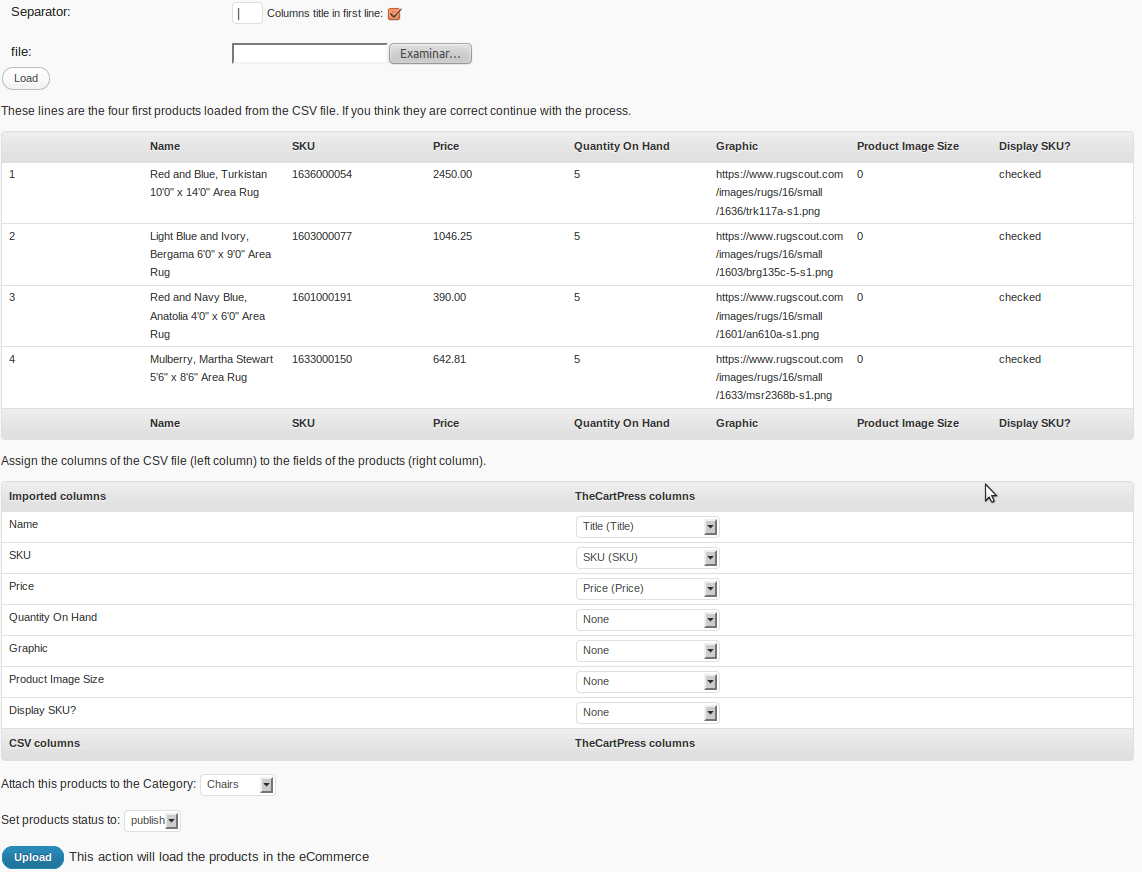 Separator: | Columns title in first line:
file: Examinar...
Load
These lines are the four first products loaded from the CSV file. If you think they are correct continue with the process.
Name SKU Price Quantity On Hand Graphic Product Image Size Display SKU?
1 Red and Blue, Turkistan 1636000054 2450.00 5 https://www.rugscout.com 0 checked
10'0" x 14'0" Area Rug /images/rugs/16/small
/1636/trk117a-s1.png
2 Light Blue and Ivory, 1603000077 1046.25 5 https://www.rugscout.com 0 checked
Bergama 6'0" x 9'0" Area /images/rugs/16/small
Rug /1603/brg135c-5-s1.png
3 Red and Navy Blue, 1601000191 390.00 5 https://www.rugscout.com 0 checked
Anatolia 4'0" x 6'0" Area /images/rugs/16/small
Rug /1601/an610a-s1.png
4 Mulberry, Martha Stewart 1633000150 642.81 5 https://www.rugscout.com 0 checked
5'6" x 8'6" Area Rug /images/rugs/16/small
/1633/msr2368b-s1.png
Name SKU Price Quantity On Hand Graphic Product Image Size Display SKU?
Assign the columns of the CSV file (left column) to the fields of the products (right column).
Imported columns TheCartPress columns
Name Title (Title)
SKU SKU (SKU)
Price Price (Price)
Quantity On Hand None
Graphic None
Product Image Size None
Display SKU? None
CSV columns TheCartPress columns
Attach this products to the Category: Chairs
Set products status to: publish
Upload This action will load the products in the eCommerce